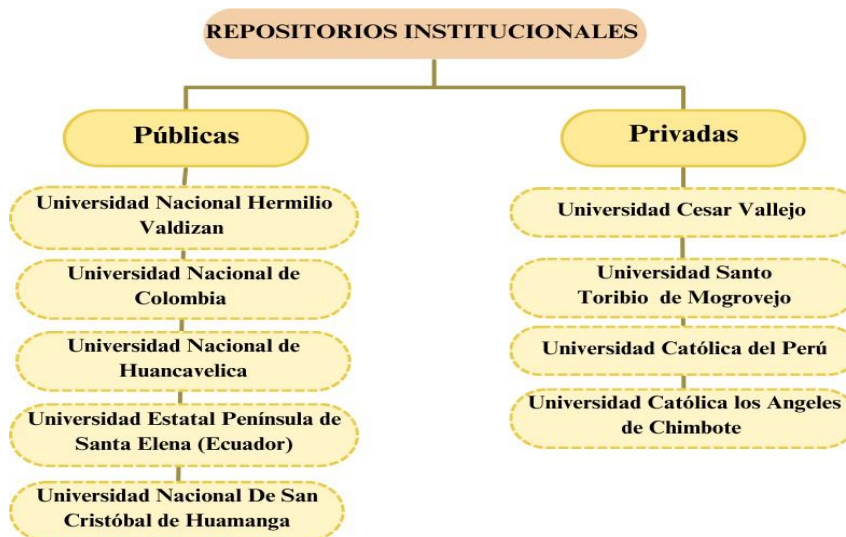 REPOSITORIOS INSTITUCIONALES
Públicas
Universidad Nacional Hermilio
Valdizan
Universidad Nacional de
Colombia
Universidad Nacional de
Huancavelica
Universidad Estatal Península de
Santa Elena (Ecuador)
Universidad Nacional De San
Cristóbal de Huamanga
Privadas
Universidad Cesar Vallejo
Universidad Santo
Toribio de Mogrovejo
Universidad Católica del Perú
Universidad Católica los Angeles
de Chimbote